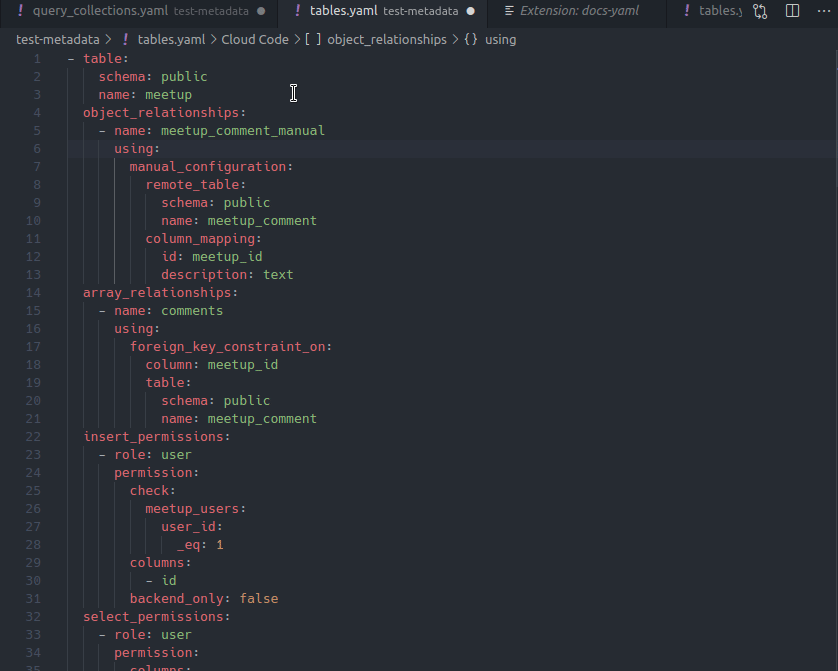 query_collections.yaml test-metadata tables.yaml test-metadata Extension: docs-yaml tables.y
test-metadata > ! tables.yaml > Cloud Code > [ ] object_relationships > {} using
1 - table:
2 schema: public
3 name: meetup
4 object_relationships:
5 - name: meetup_comment_manual
6 using:
7 manual_configuration:
8 remote_table:
9 schema: public
10 name: meetup_comment
11 column_mapping:
12 id: meetup_id
13 description: text
14 array_relationships:
15 - name: comments
16 using:
17 foreign_key_constraint_on:
18 column: meetup_id
19 table:
20 schema: public
21 name: meetup_comment
22 insert_permissions:
23 - role: user
24 permission:
25 check:
26 meetup_users:
27 user_id:
28 _eq: 1
29 columns:
30 - id
31 backend_only: false
32 select_permissions:
33 - role: user
34 permission:
35 columns: